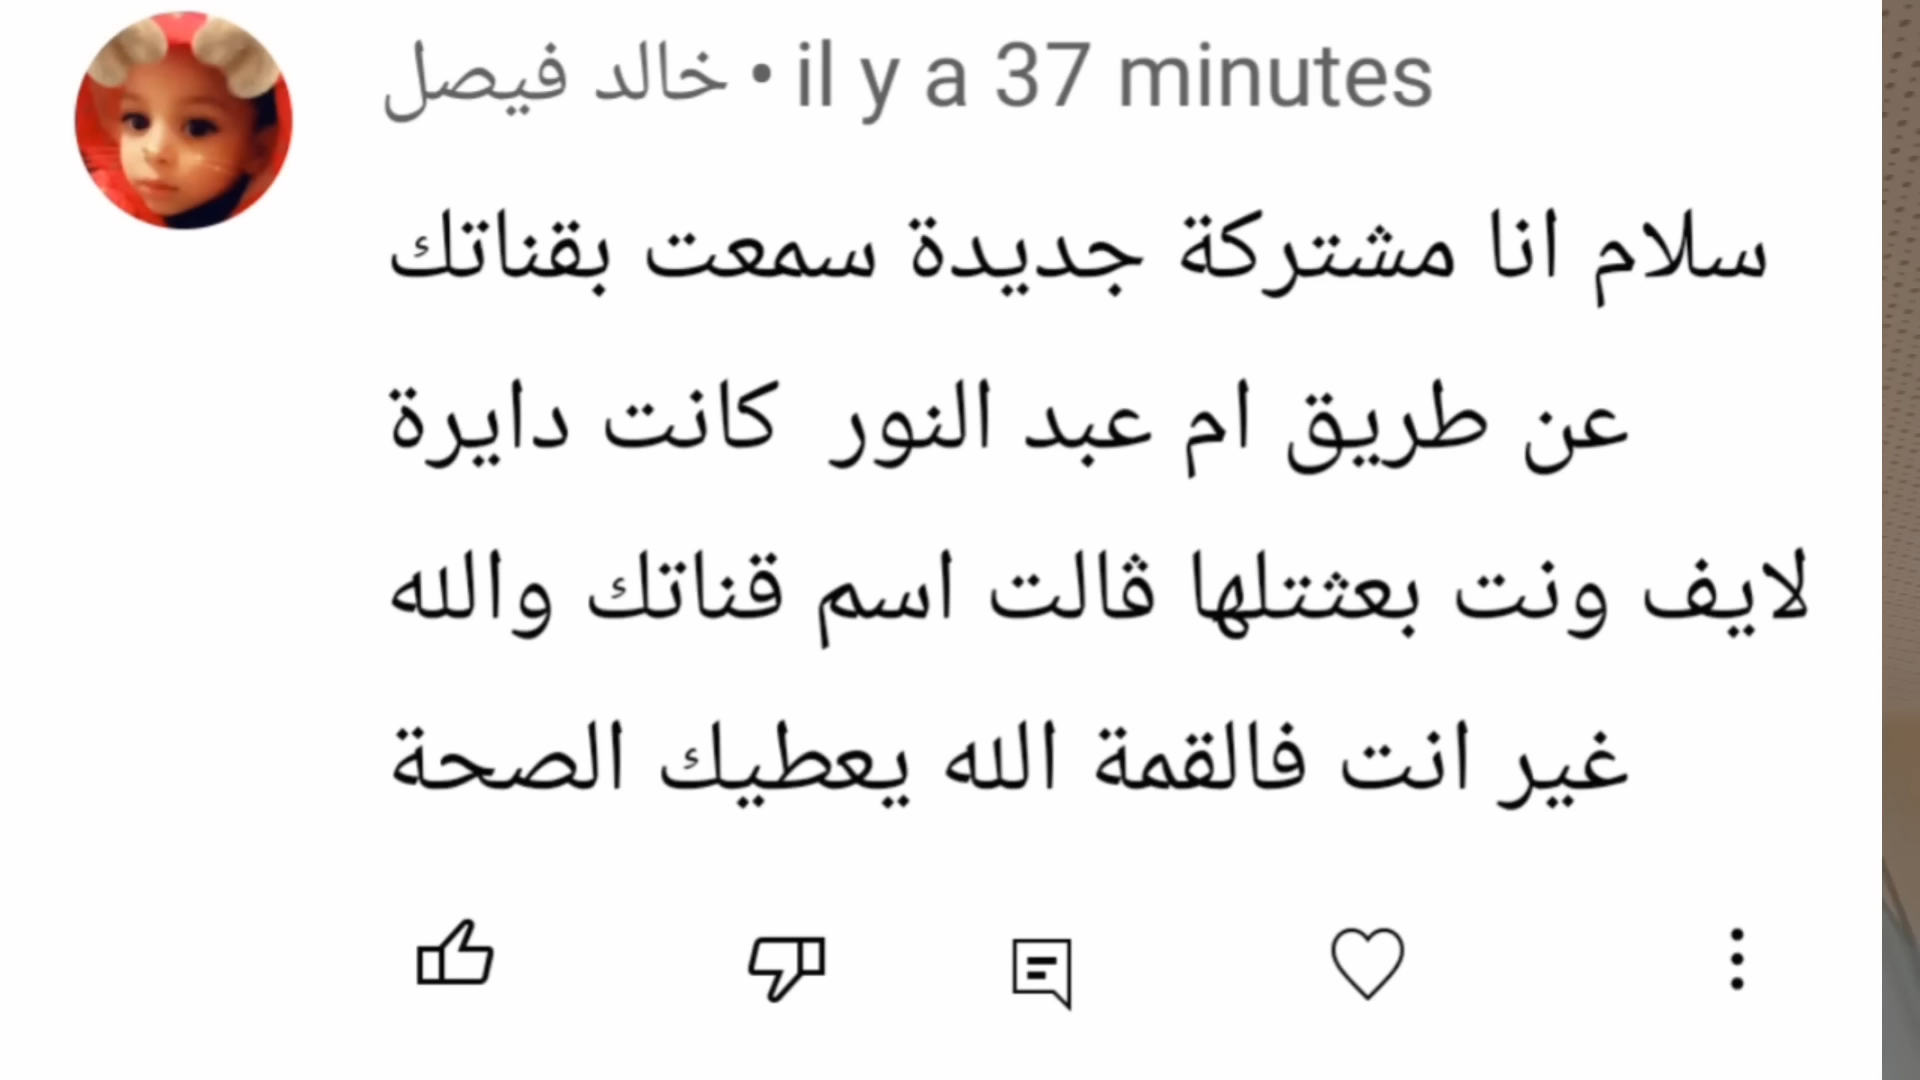 خالد فيصل • il y a 37 minutes
سلام انا مشتركة جديدة سمعت بقناتك
عن طريق ام عبد النور كانت دايرة
لايف ونت بعثتلها ڨالت اسم قناتك والله
غير انت فالقمة الله يعطيك الصحة